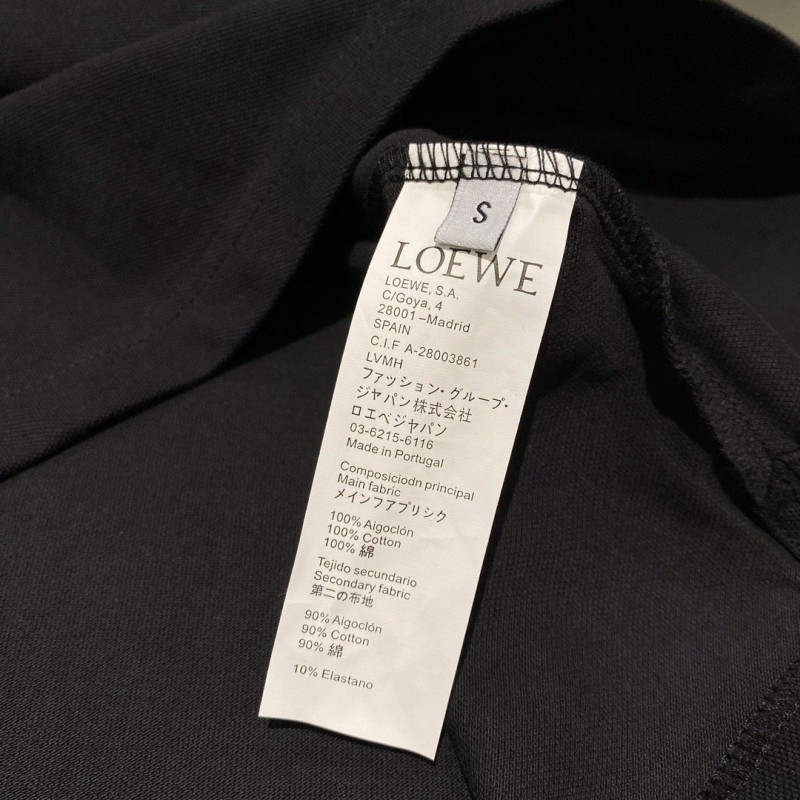 S
LOEWE
LOEWE, S.A.
C/Goya, 4
28001–Madrid
SPAIN
C.I.F A-28003861
LVMH
ファッション・グループ・
ジャパン株式会社
ロエベジャパン
03-6215-6116
Made in Portugal
Composiciodn principal
Main fabric
メインファプリシク
100% Aigoclón
100% Cotton
100% 綿
Tejido secundario
Secondary fabric
第二の布地
90% Aigoclón
90% Cotton
90% 綿
10% Elastano